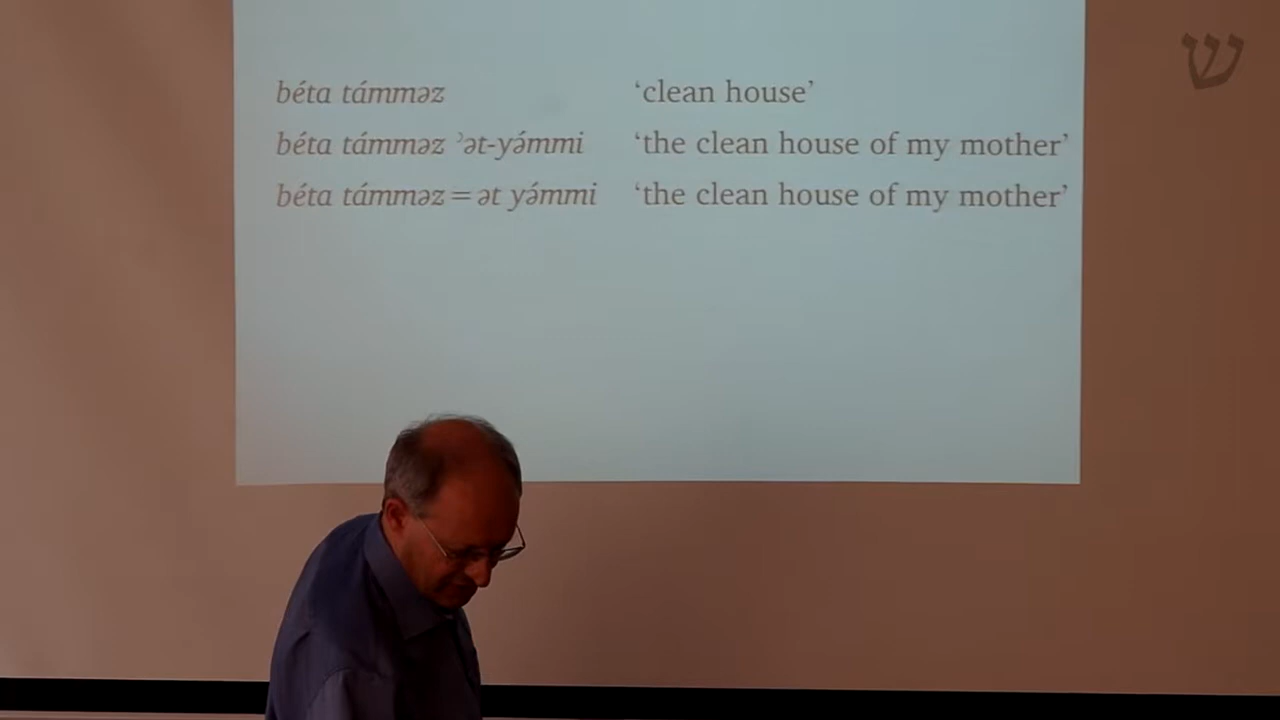 béta támməz ‘clean house’
béta támməz ʾət-yə́mmi ‘the clean house of my mother’
béta támməz=ət yə́mmi ‘the clean house of my mother’
ש